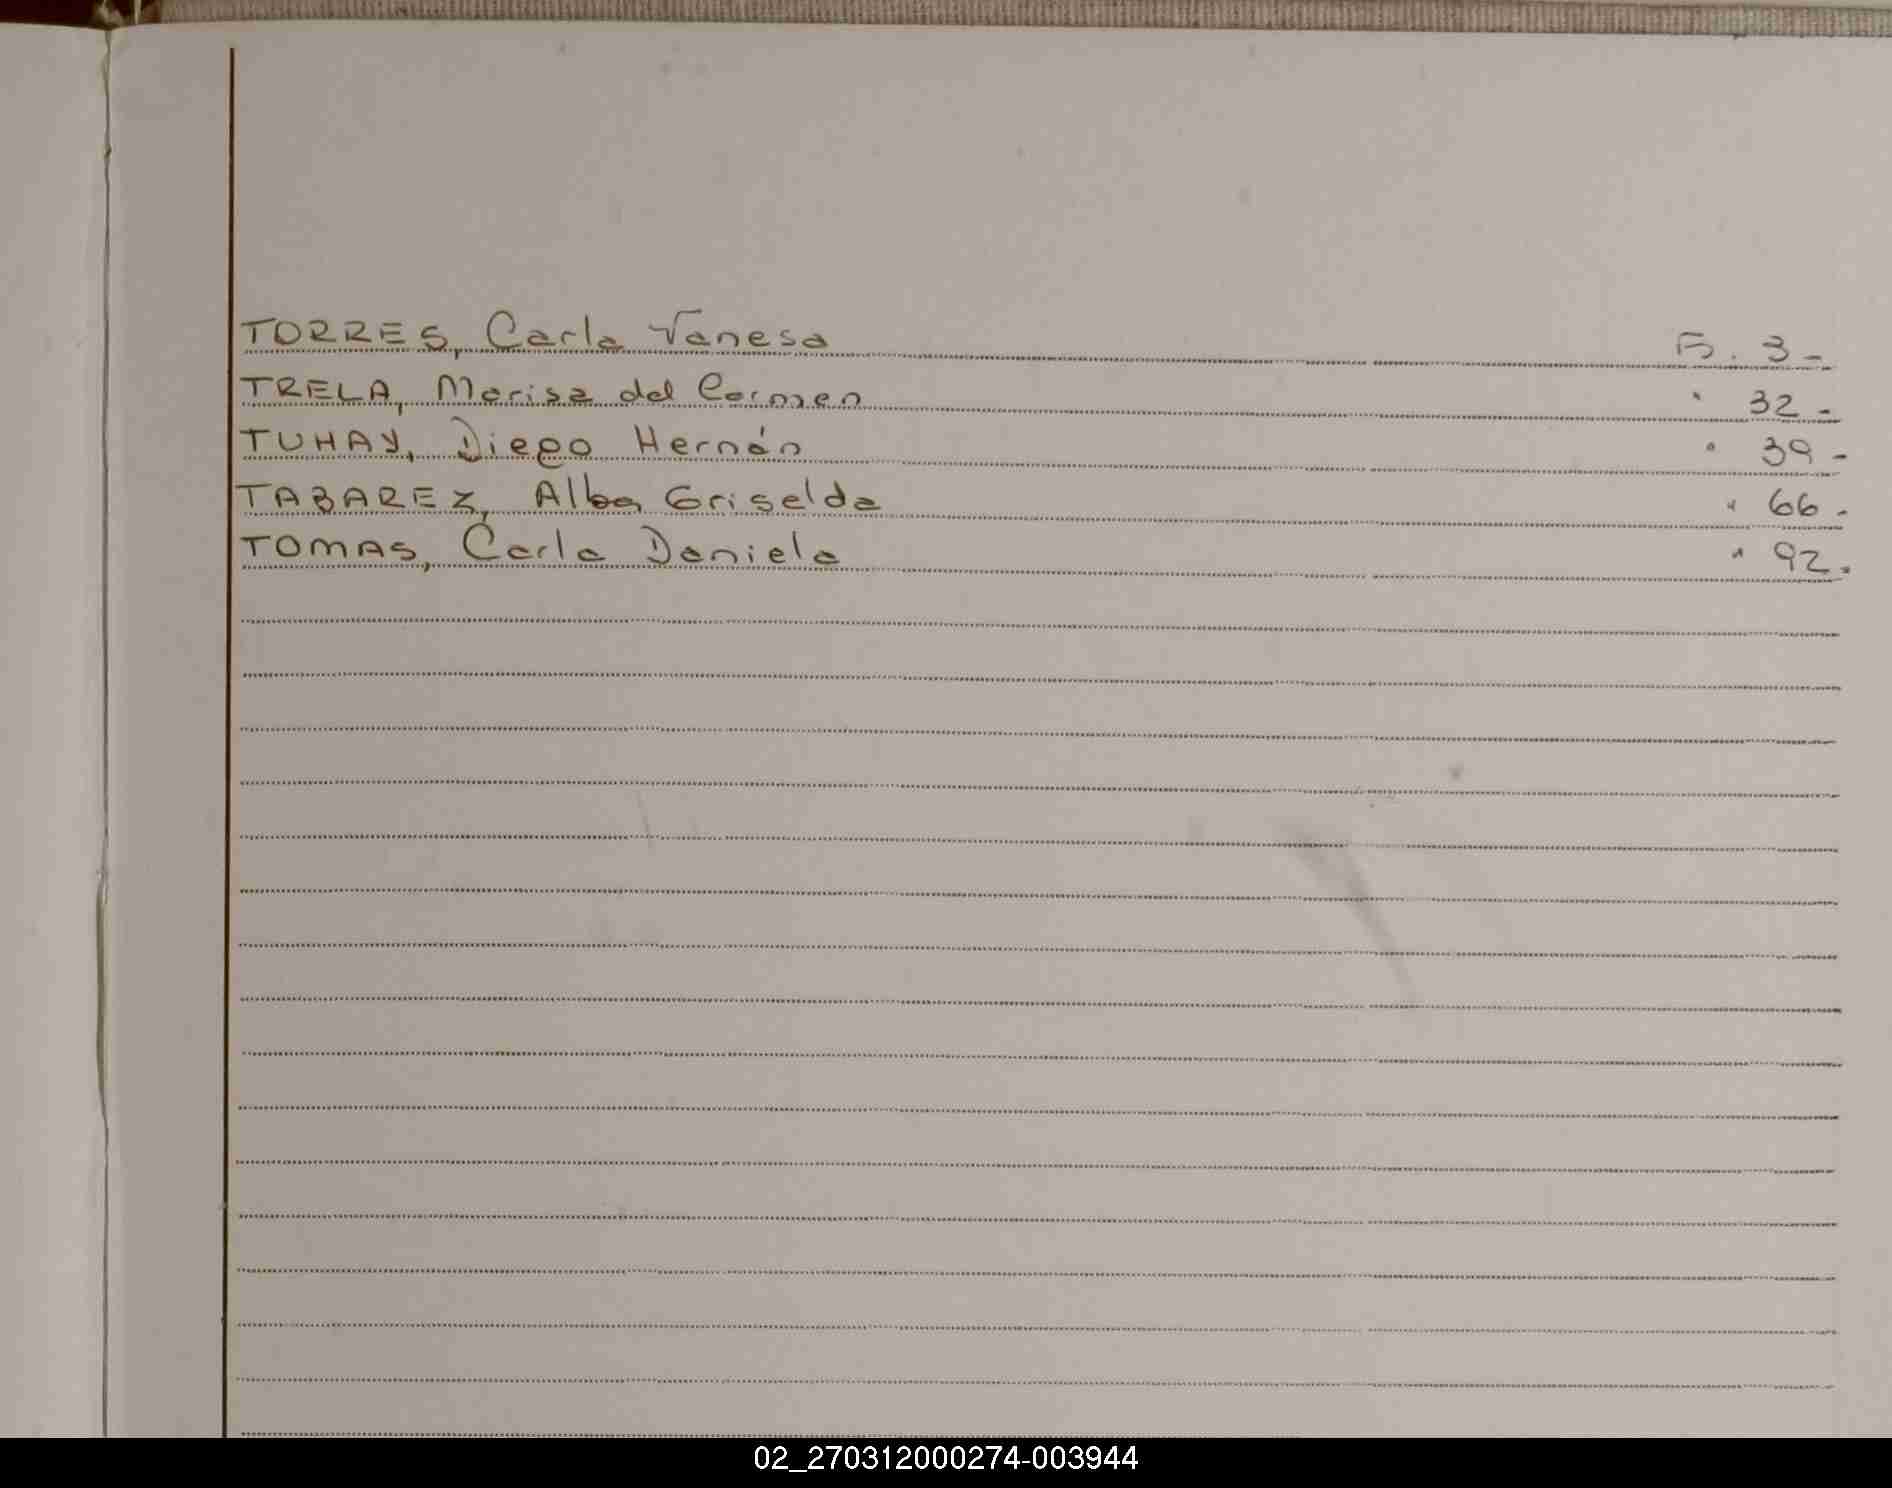 TORRES, Carla Vanesa F. 3-
TRELA, Marisa del Carmen " 32-
TUHAY, Diego Hernán " 39-
TABAREZ, Alba Griselda " 66-
TOMAS, Carla Daniela " 92-
02_270312000274-003944